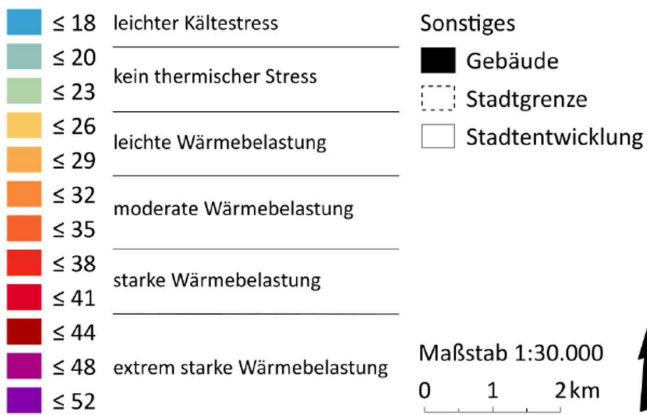 ≤ 18 leichter Kältestress
≤ 20
kein thermischer Stress
≤ 23
≤ 26
leichte Wärmebelastung
≤ 29
≤ 32
moderate Wärmebelastung
≤ 35
≤ 38
starke Wärmebelastung
≤ 41
≤ 44
≤ 48 extrem starke Wärmebelastung
≤ 52
Sonstiges
Gebäude
Stadtgrenze
Stadtentwicklung
Maßstab 1:30.000
0 1 2 km